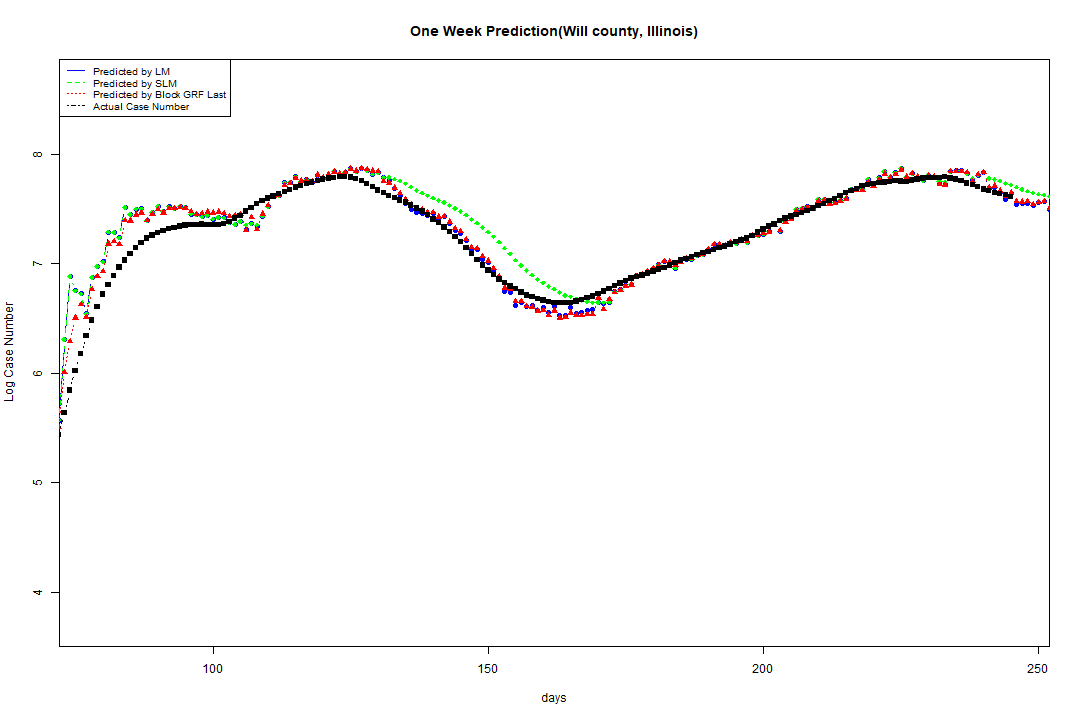 One Week Prediction(Will county, Illinois)
Predicted by LM
Predicted by SLM
Predicted by Block GRF Last
Actual Case Number
8
7
6
5
4
Log Case Number
100 150 200 250
days